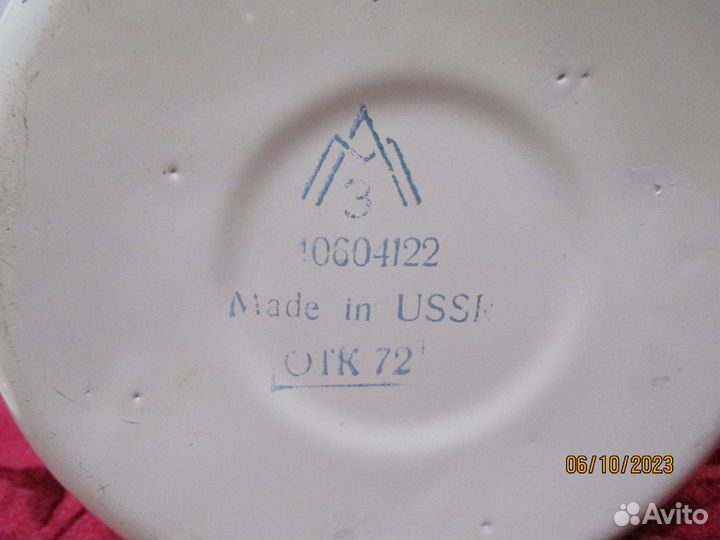 3
10604122
Made in USSR
ОТК 72
06/10/2023
Avito